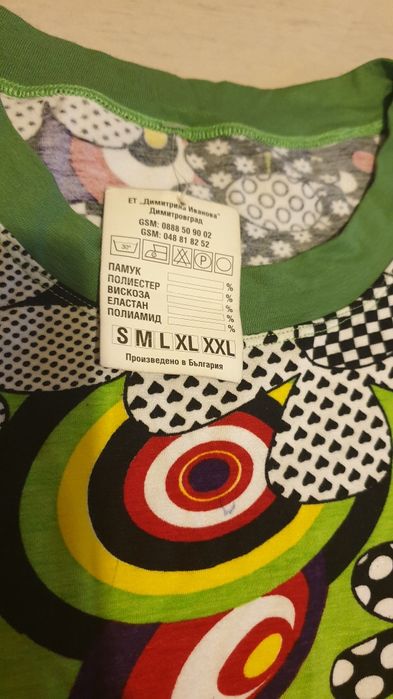 ЕТ „Димитрина Иванова"
Димитровград
GSM: 0888 50 90 02
GSM: 048 81 82 52
30° P
ПАМУК %
ПОЛИЕСТЕР %
ВИСКОЗА %
ЕЛАСТАН %
ПОЛИАМИД %
S M L XL XXL
Произведено в България